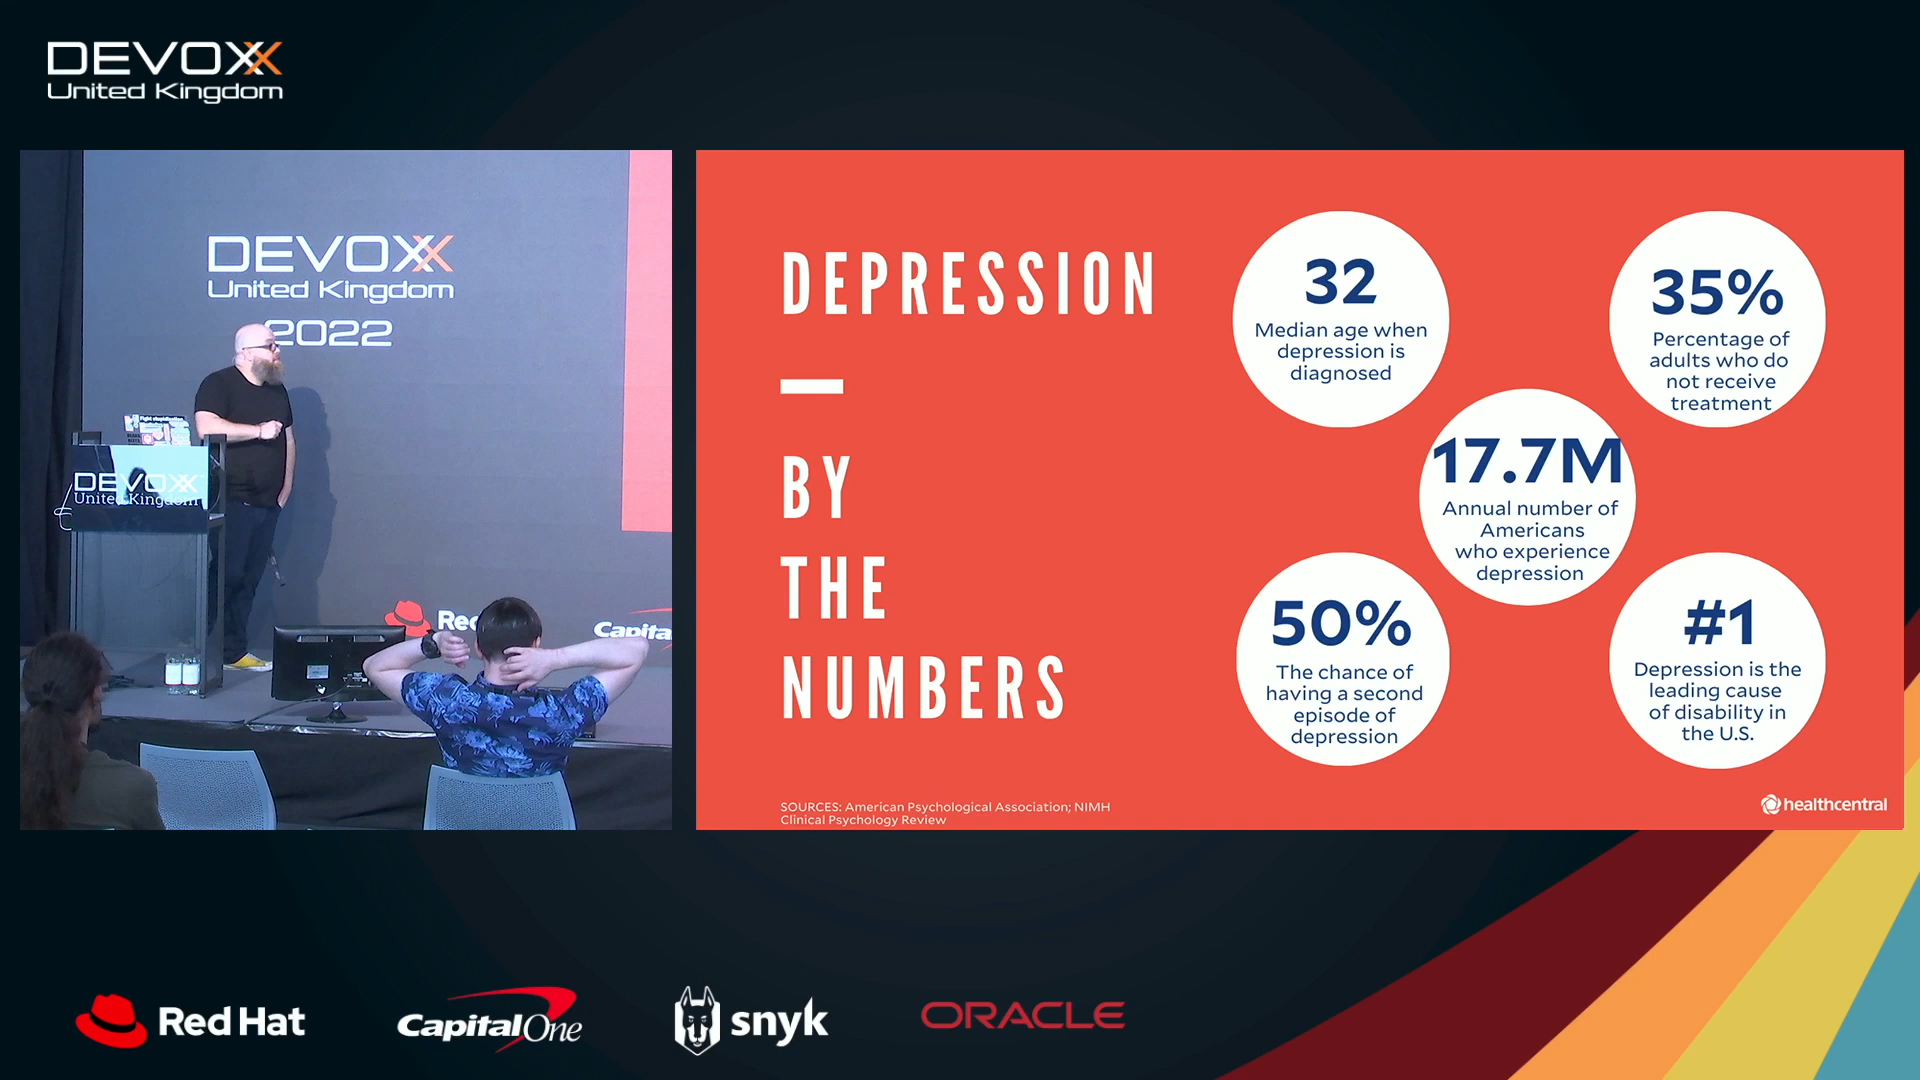 DEVOXX
United Kingdom
DEVOXX
United Kingdom
2022
DEVOXX
United Kingdom
Red
Capita
DEPRESSION
—
BY
THE
NUMBERS
32
Median age when
depression is
diagnosed
35%
Percentage of
adults who do
not receive
treatment
17.7M
Annual number of
Americans
who experience
depression
50%
The chance of
having a second
episode of
depression
#1
Depression is the
leading cause
of disability in
the U.S.
SOURCES: American Psychological Association; NIMH
Clinical Psychology Review
healthcentral
Red Hat
Capital One
snyk
ORACLE